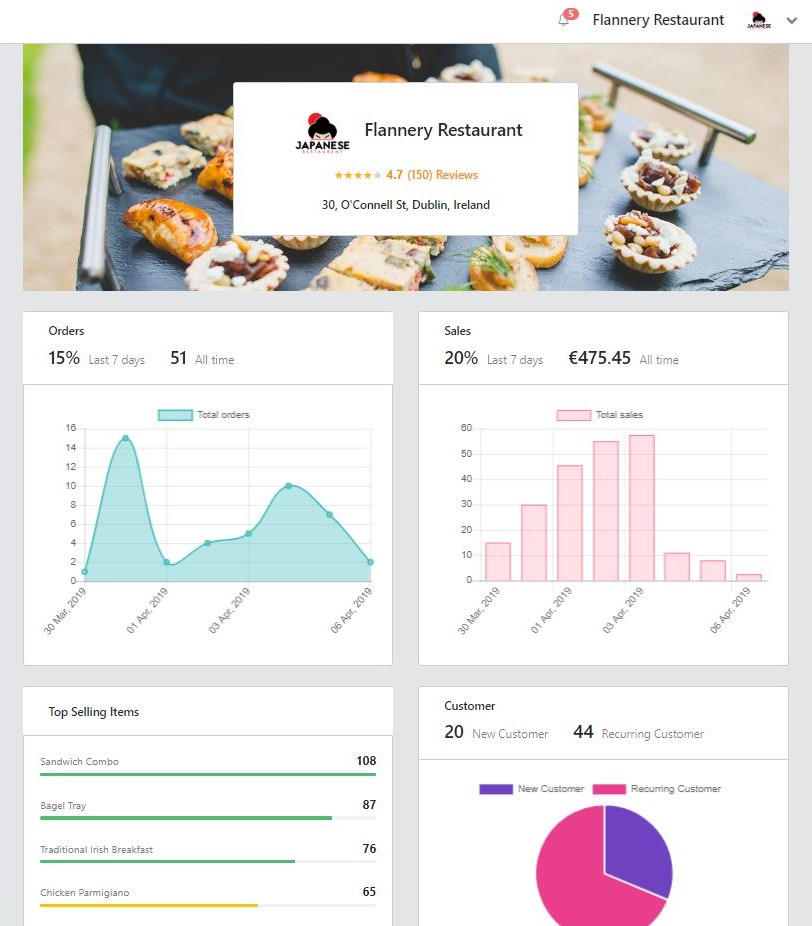 5
Flannery Restaurant
JAPANESE
JAPANESE
RESTAURANT
Flannery Restaurant
4.7 (150) Reviews
30, O'Connell St, Dublin, Ireland
Orders
15% Last 7 days 51 All time
Total orders
16
14
12
10
8
6
4
2
0
30 Mar, 2019
01 Apr, 2019
03 Apr, 2019
06 Apr, 2019
Sales
20% Last 7 days €475.45 All time
Total sales
60
50
40
30
20
10
0
30 Mar, 2019
01 Apr, 2019
03 Apr, 2019
06 Apr, 2019
Top Selling Items
Sandwich Combo 108
Bagel Tray 87
Traditional Irish Breakfast 76
Chicken Parmigiano 65
Customer
20 New Customer 44 Recurring Customer
New Customer Recurring Customer